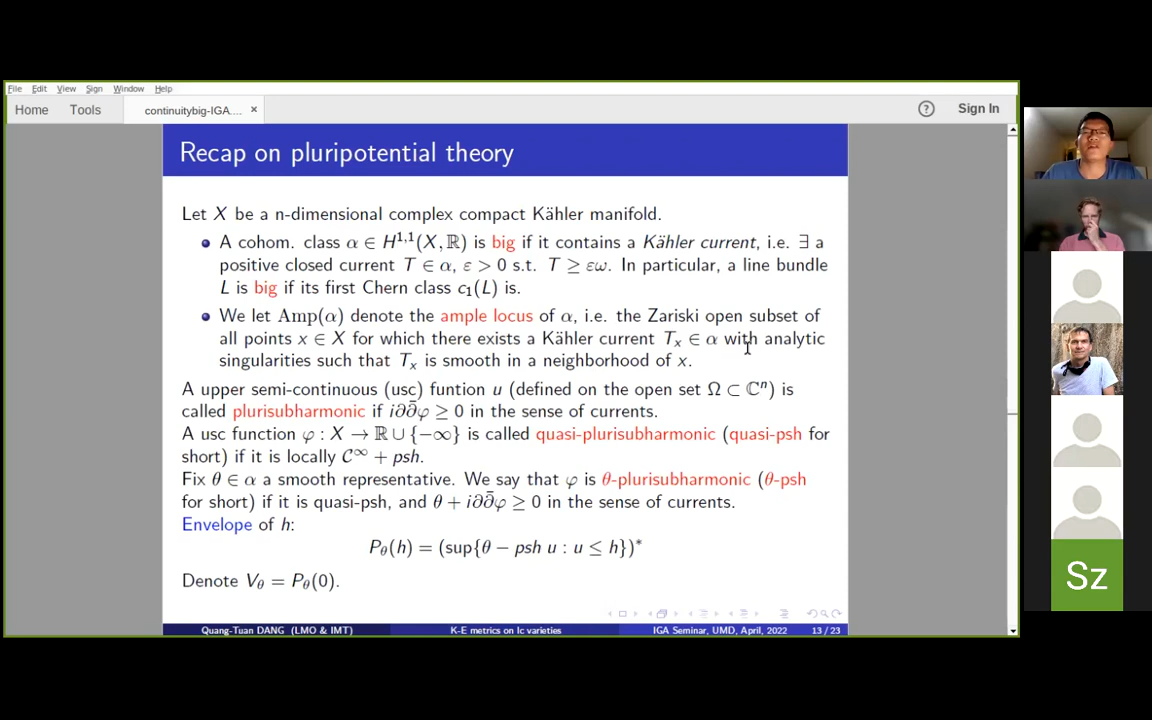 File Edit View Sign Window Help
Home Tools continuitybig-IGA.... × ? Sign In
Recap on pluripotential theory
Let X be a n-dimensional complex compact Kähler manifold.
A cohom. class α ∈ H^{1,1}(X, ℝ) is big if it contains a Kähler current, i.e. ∃ a
positive closed current T ∈ α, ε > 0 s.t. T ≥ εω. In particular, a line bundle
L is big if its first Chern class c₁(L) is.
We let Amp(α) denote the ample locus of α, i.e. the Zariski open subset of
all points x ∈ X for which there exists a Kähler current Tₓ ∈ α with analytic
singularities such that Tₓ is smooth in a neighborhood of x.
A upper semi-continuous (usc) funtion u (defined on the open set Ω ⊂ ℂⁿ) is
called plurisubharmonic if i∂∂̄φ ≥ 0 in the sense of currents.
A usc function φ : X → ℝ ∪ {−∞} is called quasi-plurisubharmonic (quasi-psh for
short) if it is locally C^∞ + psh.
Fix θ ∈ α a smooth representative. We say that φ is θ-plurisubharmonic (θ-psh
for short) if it is quasi-psh, and θ + i∂∂̄φ ≥ 0 in the sense of currents.
Envelope of h:
P_θ(h) = (sup{θ − psh u : u ≤ h})*
Denote V_θ = P_θ(0).
Quang-Tuan DANG (LMO & IMT) K-E metrics on lc varieties IGA Seminar, UMD, April, 2022 13 / 23
Sz